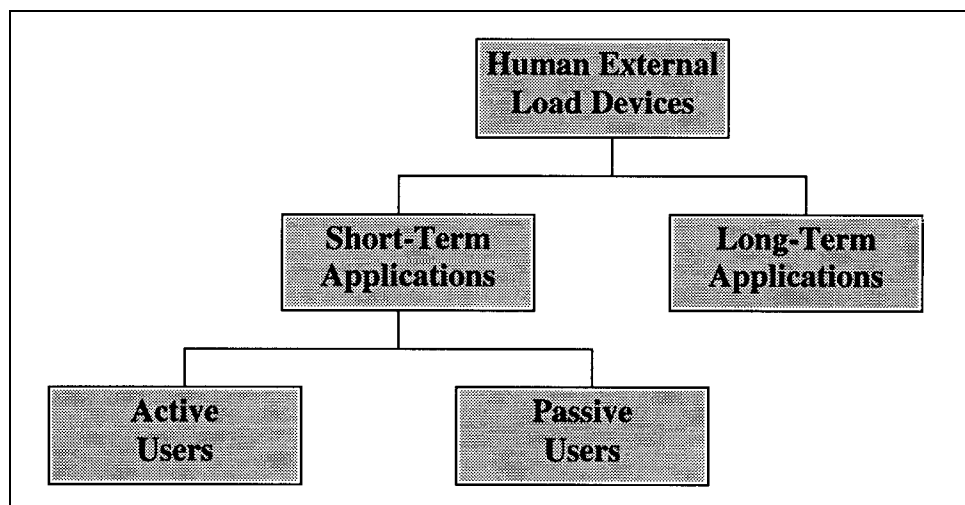 Human External
Load Devices
Short-Term
Applications
Long-Term
Applications
Active
Users
Passive
Users